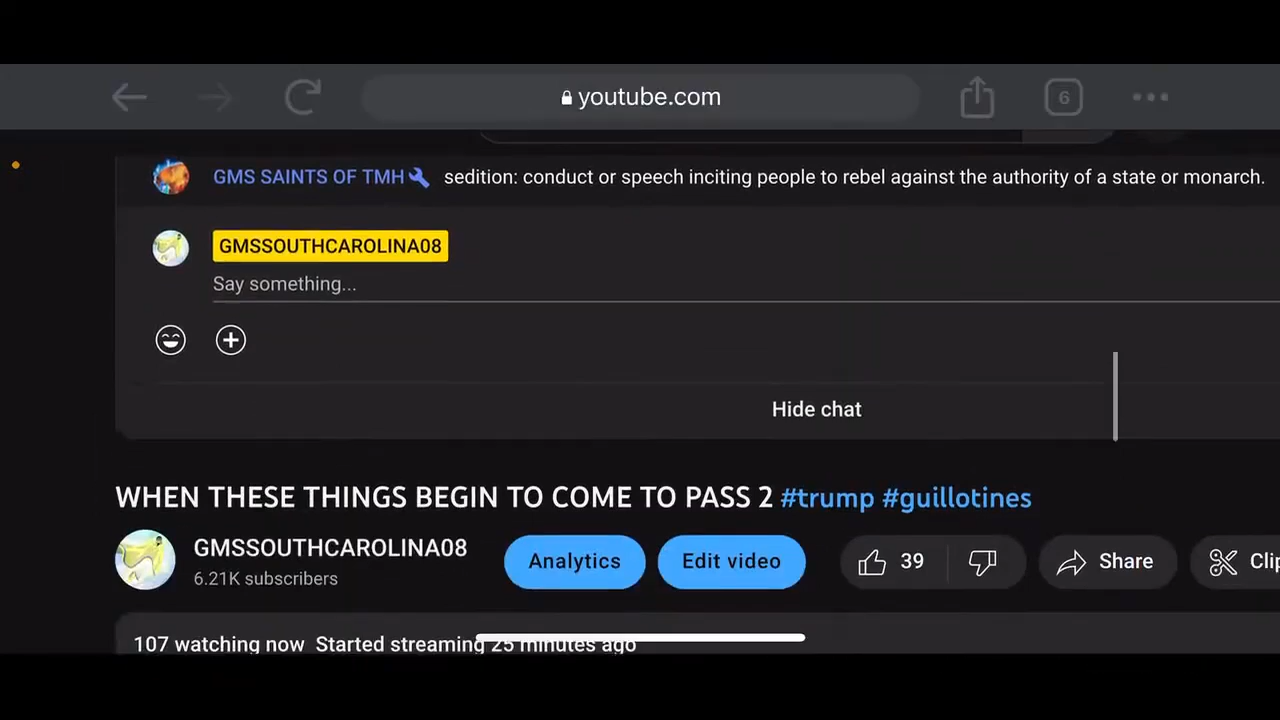 youtube.com
6
GMS SAINTS OF TMH sedition: conduct or speech inciting people to rebel against the authority of a state or monarch.
GMSSOUTHCAROLINA08
Say something...
Hide chat
WHEN THESE THINGS BEGIN TO COME TO PASS 2 #trump #guillotines
GMSSOUTHCAROLINA08
6.21K subscribers
Analytics
Edit video
39
Share
Clip
107 watching now Started streaming 25 minutes ago